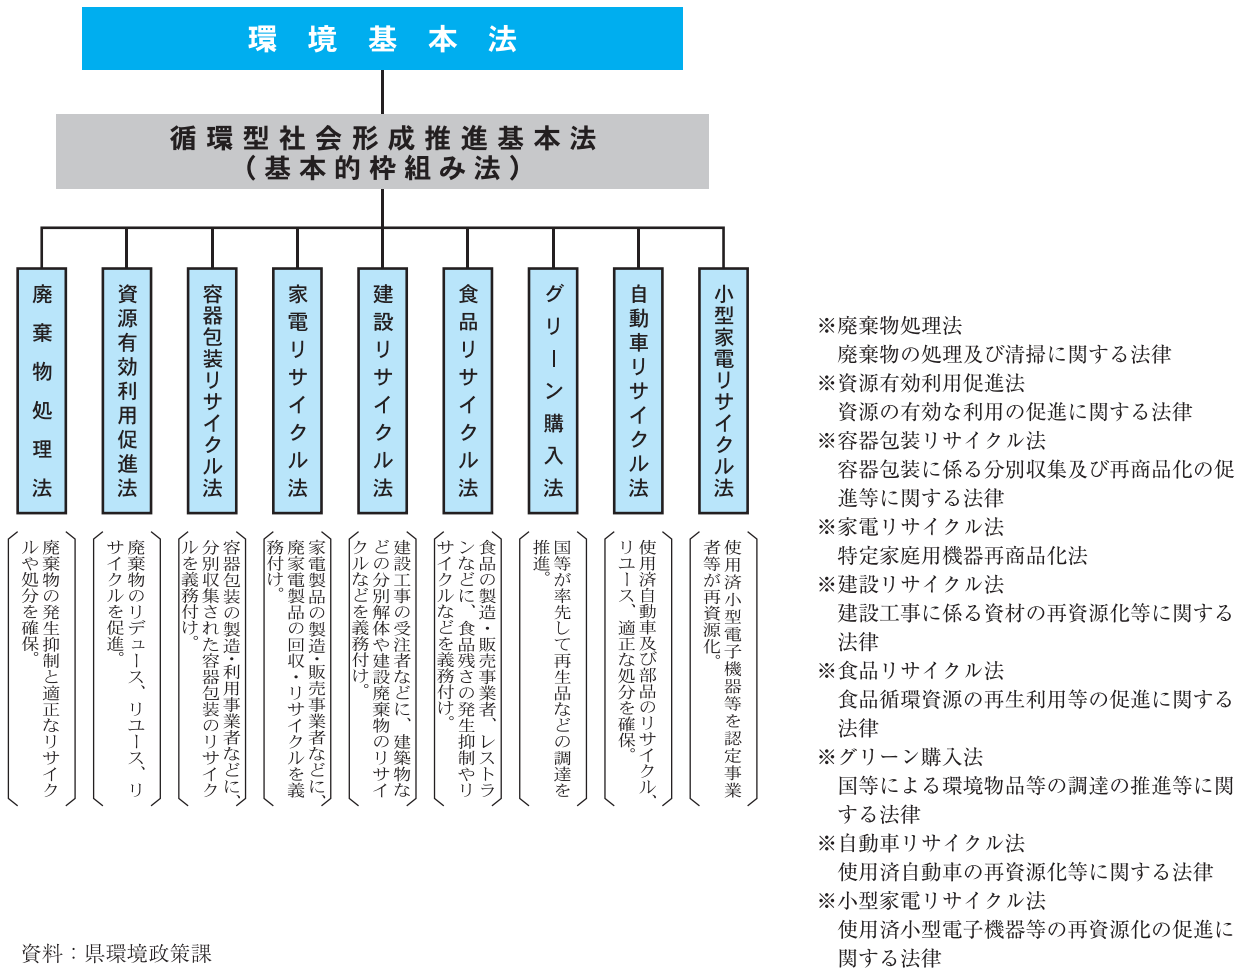 環境基本法
循環型社会形成推進基本法
（基本的枠組み法）
廃棄物処理法
資源有効利用促進法
容器包装リサイクル法
家電リサイクル法
建設リサイクル法
食品リサイクル法
グリーン購入法
自動車リサイクル法
小型家電リサイクル法
廃棄物の発生抑制と適正なリサイク
ルや処分を確保。
廃棄物のリデュース、リユース、リ
サイクルを促進。
容器包装の製造・利用事業者などに、
分別収集された容器包装のリサイク
ルを義務付け。
家電製品の製造・販売事業者などに、
廃家電製品の回収・リサイクルを義
務付け。
建設工事の受注者などに、建築物な
どの分別解体や建設廃棄物のリサイ
クルなどを義務付け。
食品の製造・販売事業者、レストラ
ンなどに、食品残さの発生抑制やリ
サイクルなどを義務付け。
国等が率先して再生品などの調達を
推進。
使用済自動車及び部品のリサイクル、
リユース、適正な処分を確保。
使用済小型電子機器等を認定事業
者等が再資源化。
※廃棄物処理法
廃棄物の処理及び清掃に関する法律
※資源有効利用促進法
資源の有効な利用の促進に関する法律
※容器包装リサイクル法
容器包装に係る分別収集及び再商品化の促
進等に関する法律
※家電リサイクル法
特定家庭用機器再商品化法
※建設リサイクル法
建設工事に係る資材の再資源化等に関する
法律
※食品リサイクル法
食品循環資源の再生利用等の促進に関する
法律
※グリーン購入法
国等による環境物品等の調達の推進等に関
する法律
※自動車リサイクル法
使用済自動車の再資源化等に関する法律
※小型家電リサイクル法
使用済小型電子機器等の再資源化の促進に
関する法律
資料：県環境政策課